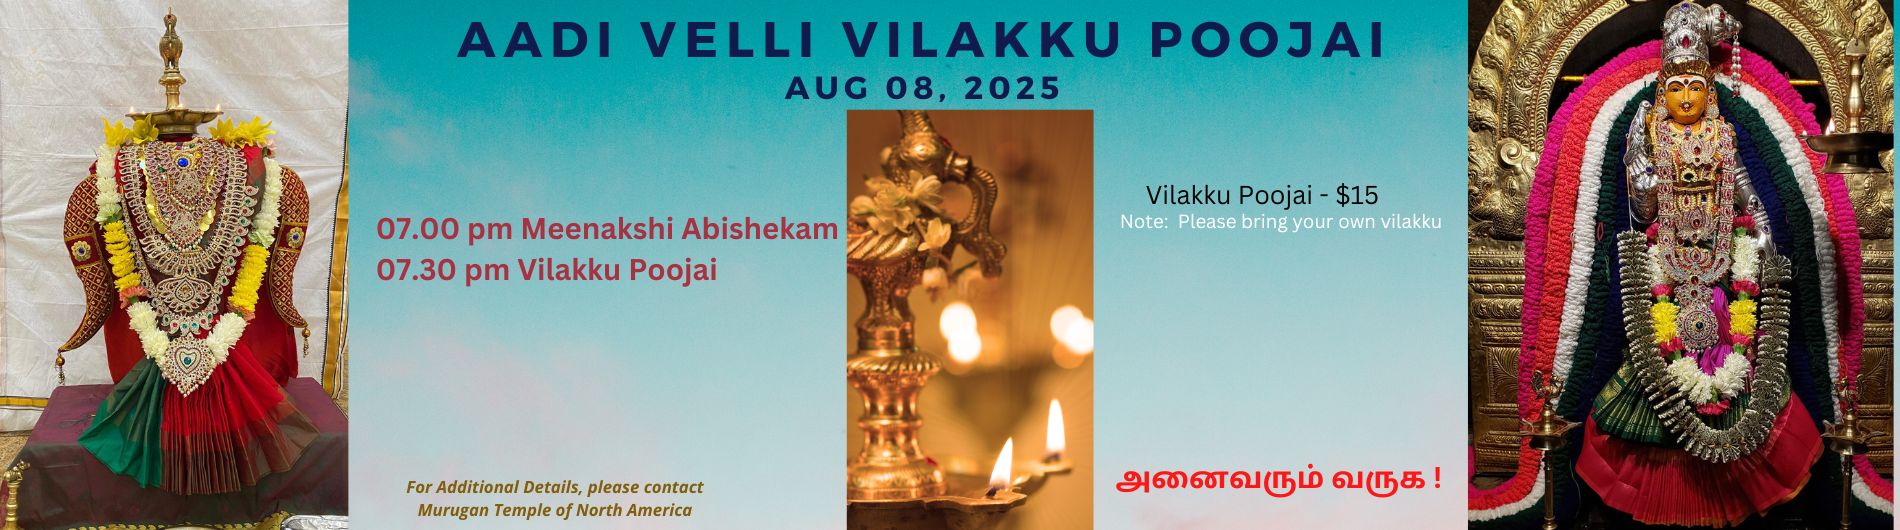 AADI VELLI VILAKKU POOJAI
AUG 08, 2025
07.00 pm Meenakshi Abishekam
07.30 pm Vilakku Poojai
Vilakku Poojai - $15
Note: Please bring your own vilakku
For Additional Details, please contact
Murugan Temple of North America
அனைவரும் வருக !